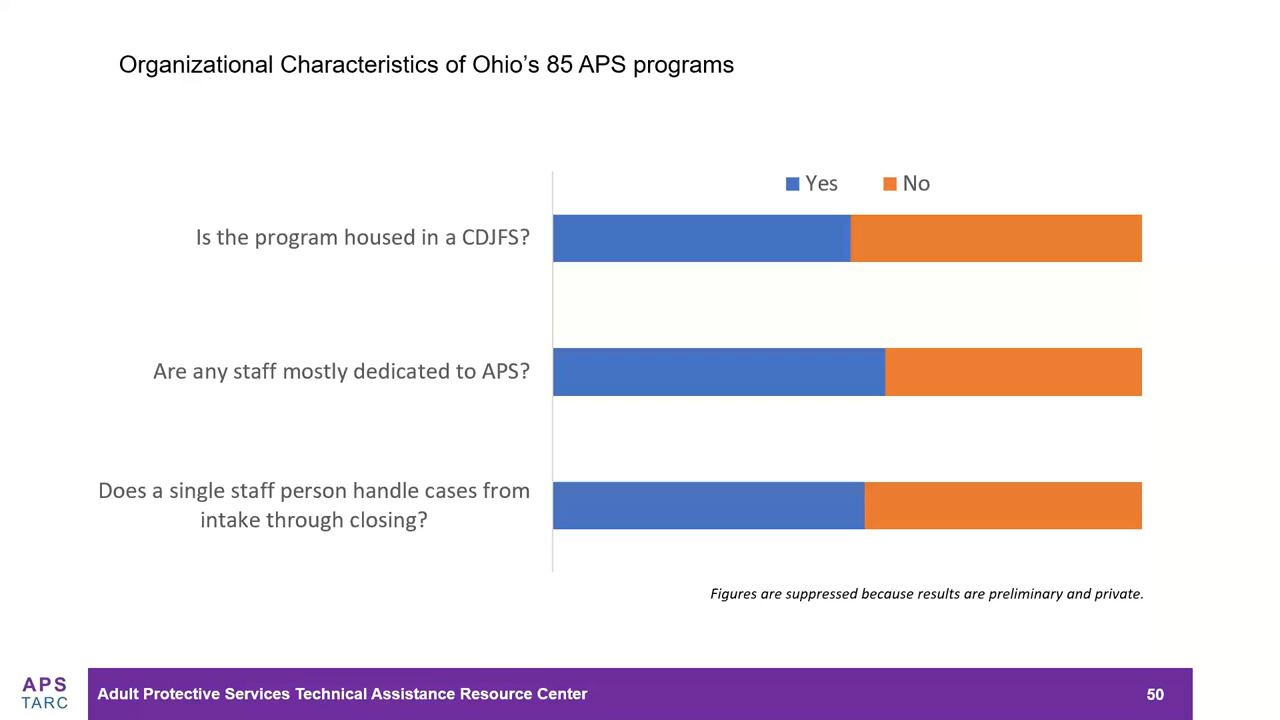 Organizational Characteristics of Ohio’s 85 APS programs
Yes
No
Is the program housed in a CDJFS?
Are any staff mostly dedicated to APS?
Does a single staff person handle cases from
intake through closing?
Figures are suppressed because results are preliminary and private.
APS
TARC
Adult Protective Services Technical Assistance Resource Center
50